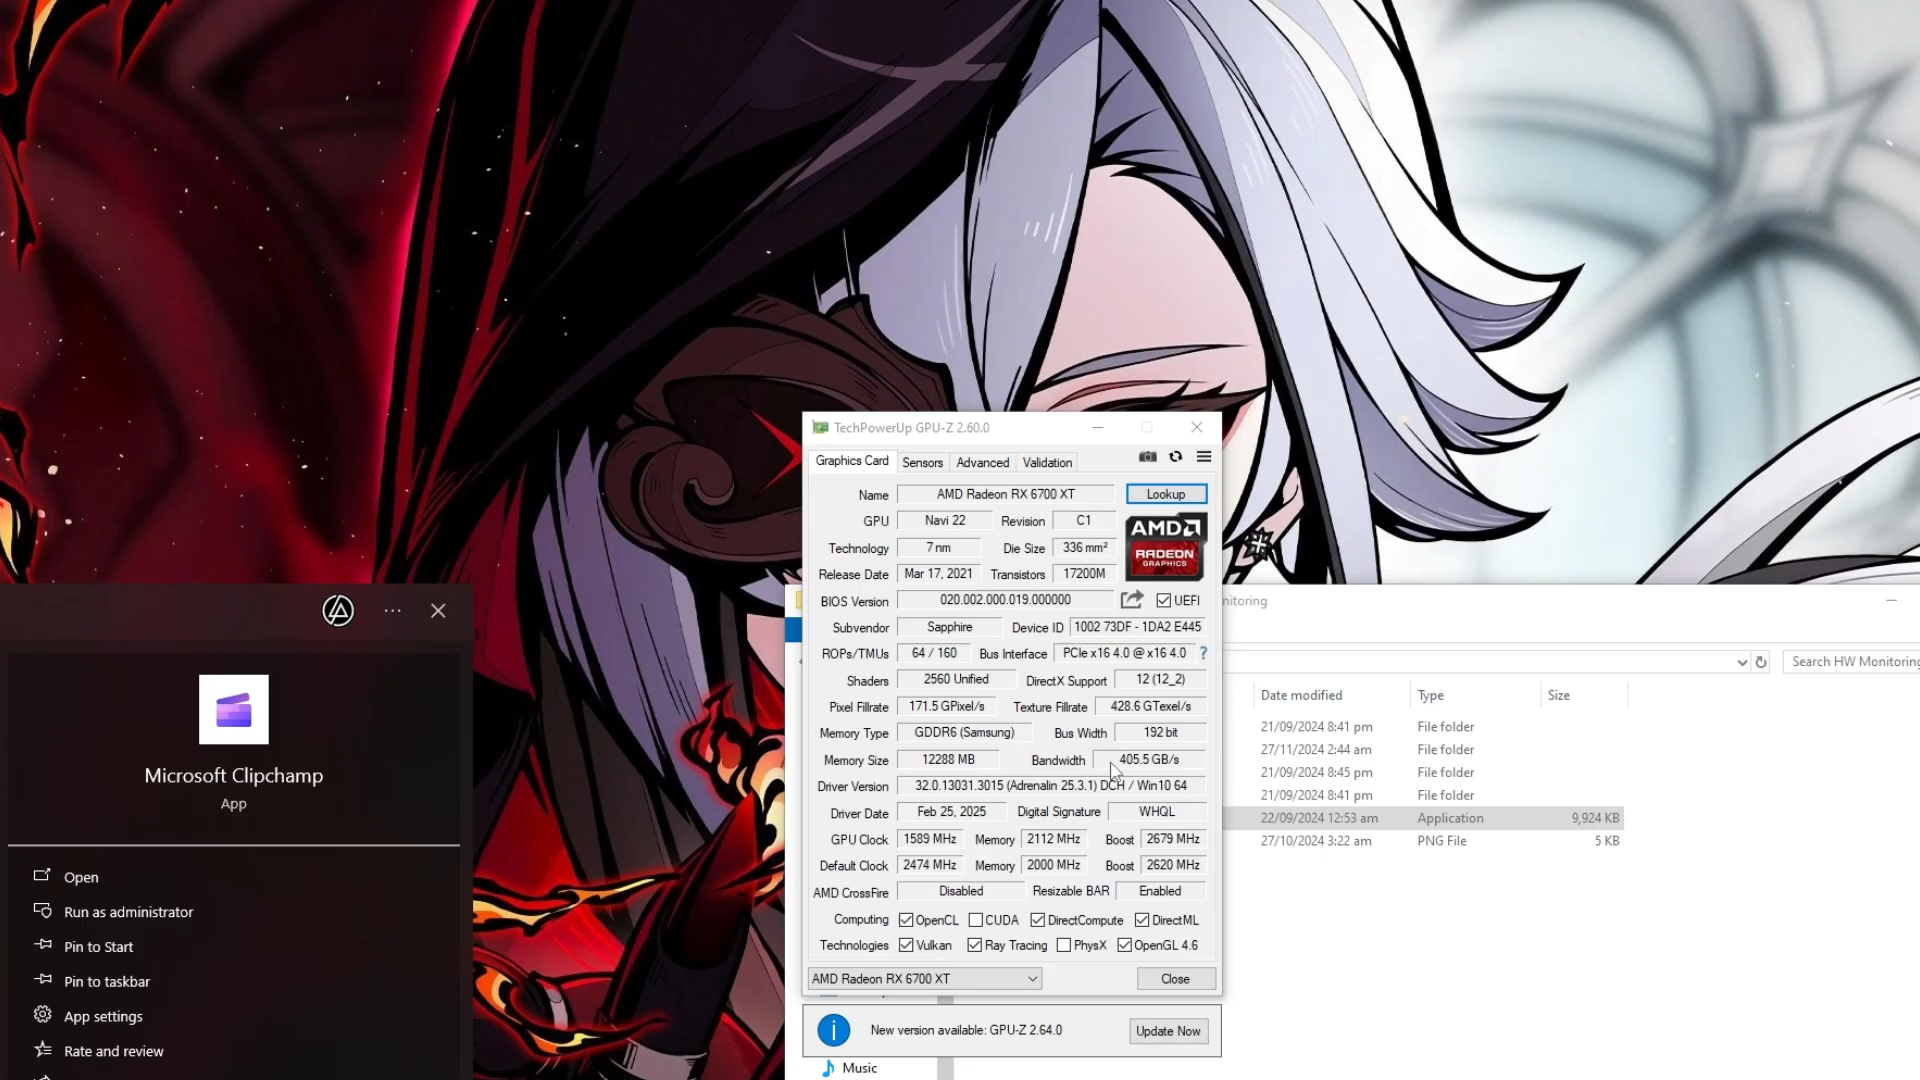 TechPowerUp GPU-Z 2.60.0
Graphics Card Sensors Advanced Validation
Name AMD Radeon RX 6700 XT Lookup
GPU Navi 22 Revision C1
AMD
RADEON
GRAPHICS
Technology 7 nm Die Size 336 mm²
Release Date Mar 17, 2021 Transistors 17200M
BIOS Version 020.002.000.019.000000 UEFI
Subvendor Sapphire Device ID 1002 73DF - 1DA2 E445
ROPs/TMUs 64 / 160 Bus Interface PCIe x16 4.0 @ x16 4.0 ?
Shaders 2560 Unified DirectX Support 12 (12_2)
Pixel Fillrate 171.5 GPixel/s Texture Fillrate 428.6 GTexel/s
Memory Type GDDR6 (Samsung) Bus Width 192 bit
Memory Size 12288 MB Bandwidth 405.5 GB/s
Driver Version 32.0.13031.3015 (Adrenalin 25.3.1) DCH / Win10 64
Driver Date Feb 25, 2025 Digital Signature WHQL
GPU Clock 1589 MHz Memory 2112 MHz Boost 2679 MHz
Default Clock 2474 MHz Memory 2000 MHz Boost 2620 MHz
AMD CrossFire Disabled Resizable BAR Enabled
Computing OpenCL CUDA DirectCompute DirectML
Technologies Vulkan Ray Tracing PhysX OpenGL 4.6
AMD Radeon RX 6700 XT Close
New version available: GPU-Z 2.64.0 Update Now
Music
Microsoft Clipchamp
App
Open
Run as administrator
Pin to Start
Pin to taskbar
App settings
Rate and review
nitoring
Search HW Monitoring
Date modified Type Size
21/09/2024 8:41 pm File folder
27/11/2024 2:44 am File folder
21/09/2024 8:45 pm File folder
21/09/2024 8:41 pm File folder
22/09/2024 12:53 am Application 9,924 KB
27/10/2024 3:22 am PNG File 5 KB